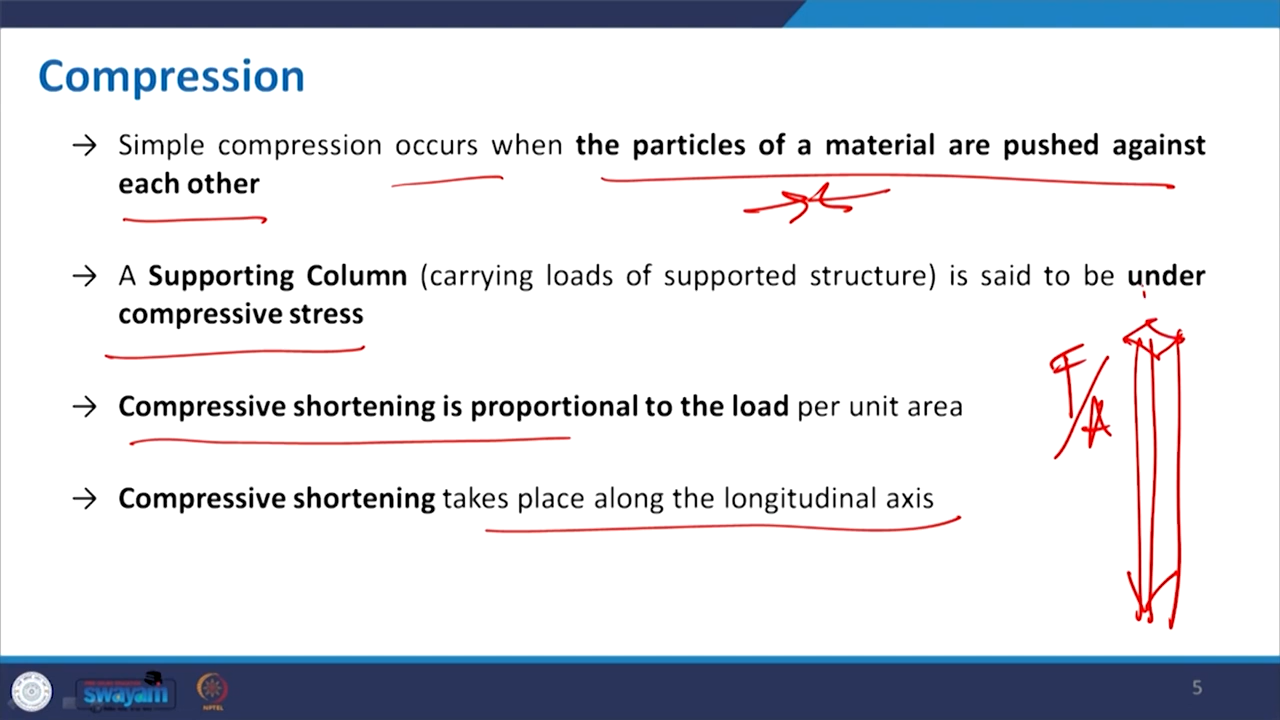 Compression
→ Simple compression occurs when the particles of a material are pushed against
each other
→ A Supporting Column (carrying loads of supported structure) is said to be under
compressive stress
F/A
→ Compressive shortening is proportional to the load per unit area
→ Compressive shortening takes place along the longitudinal axis
swayam
NPTEL
5